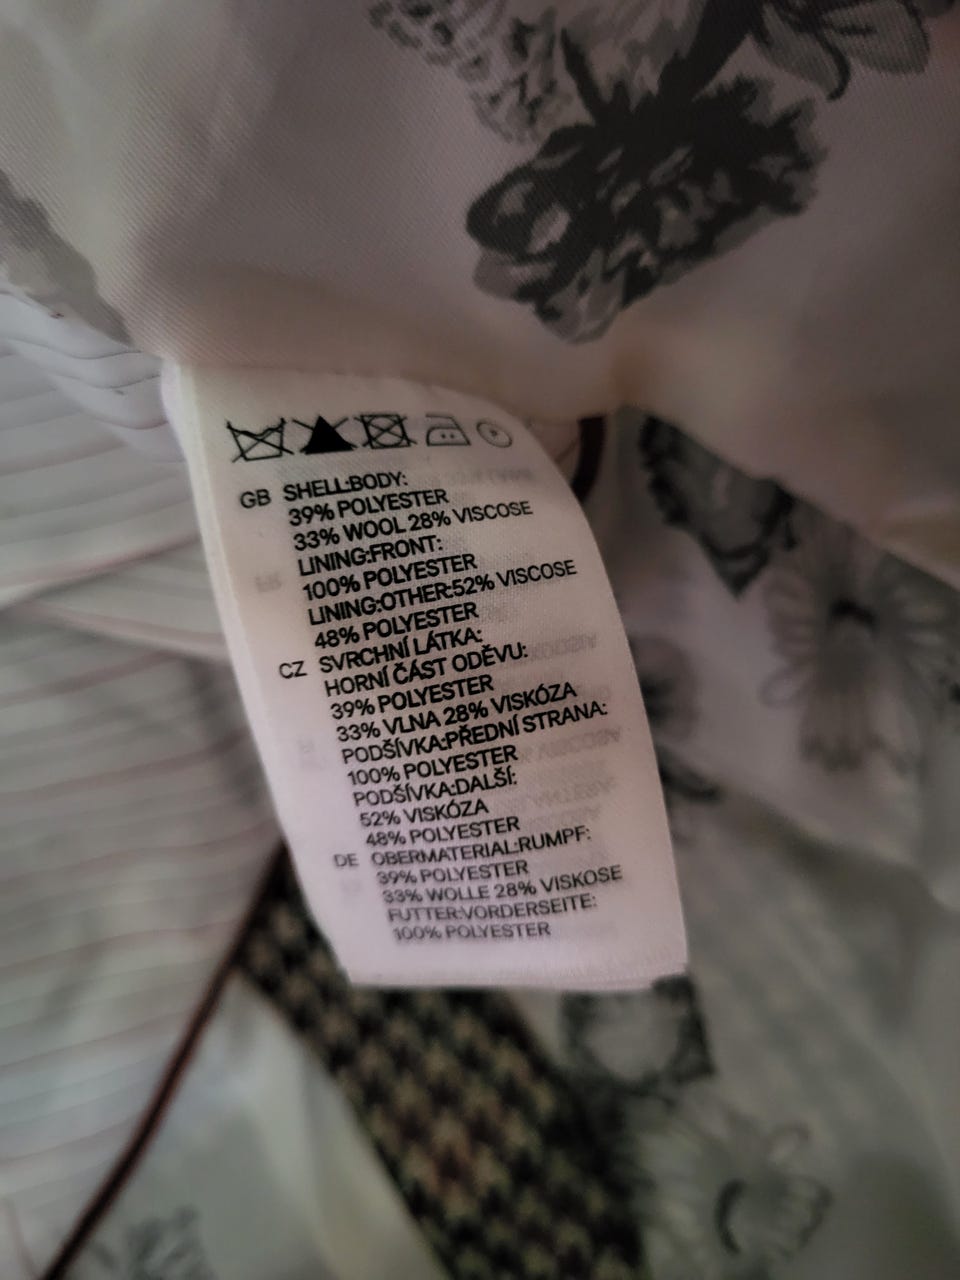 GB SHELL:BODY:
39% POLYESTER
33% WOOL 28% VISCOSE
LINING:FRONT:
100% POLYESTER
LINING:OTHER:52% VISCOSE
48% POLYESTER
CZ SVRCHNÍ LÁTKA:
HORNÍ ČÁST ODĚVU:
39% POLYESTER
33% VLNA 28% VISKÓZA
PODŠÍVKA:PŘEDNÍ STRANA:
100% POLYESTER
PODŠÍVKA:DALŠÍ:
52% VISKÓZA
48% POLYESTER
DE OBERMATERIAL:RUMPF:
39% POLYESTER
33% WOLLE 28% VISKOSE
FUTTER:VORDERSEITE:
100% POLYESTER